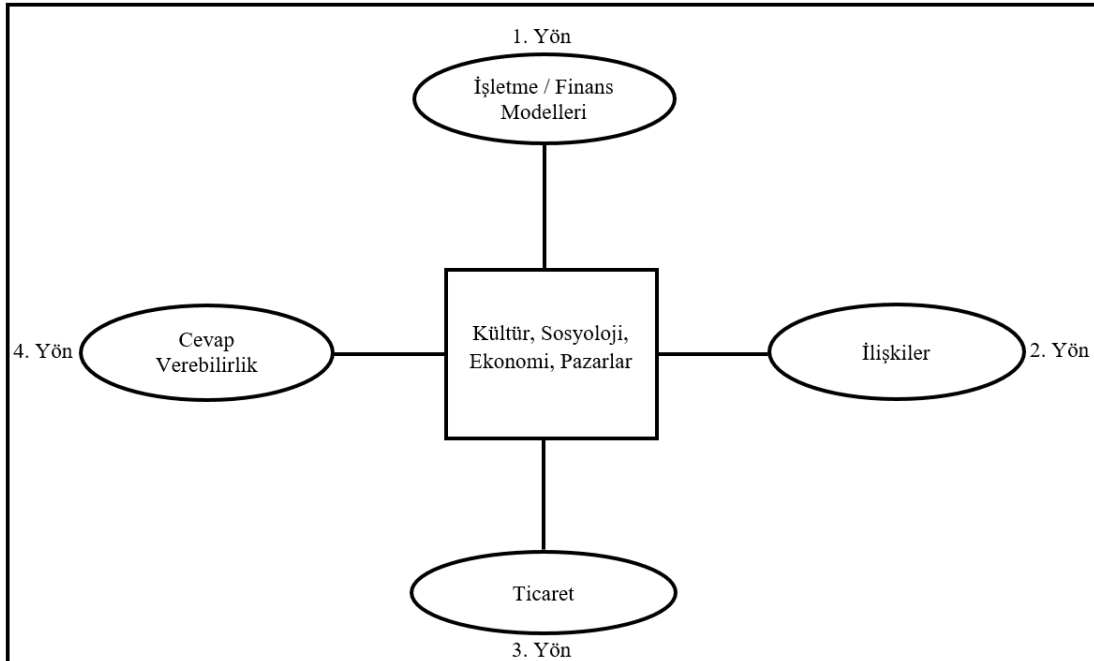 1. Yön
İşletme / Finans
Modelleri
4. Yön
Cevap
Verebilirlik
Kültür, Sosyoloji,
Ekonomi, Pazarlar
İlişkiler
2. Yön
Ticaret
3. Yön